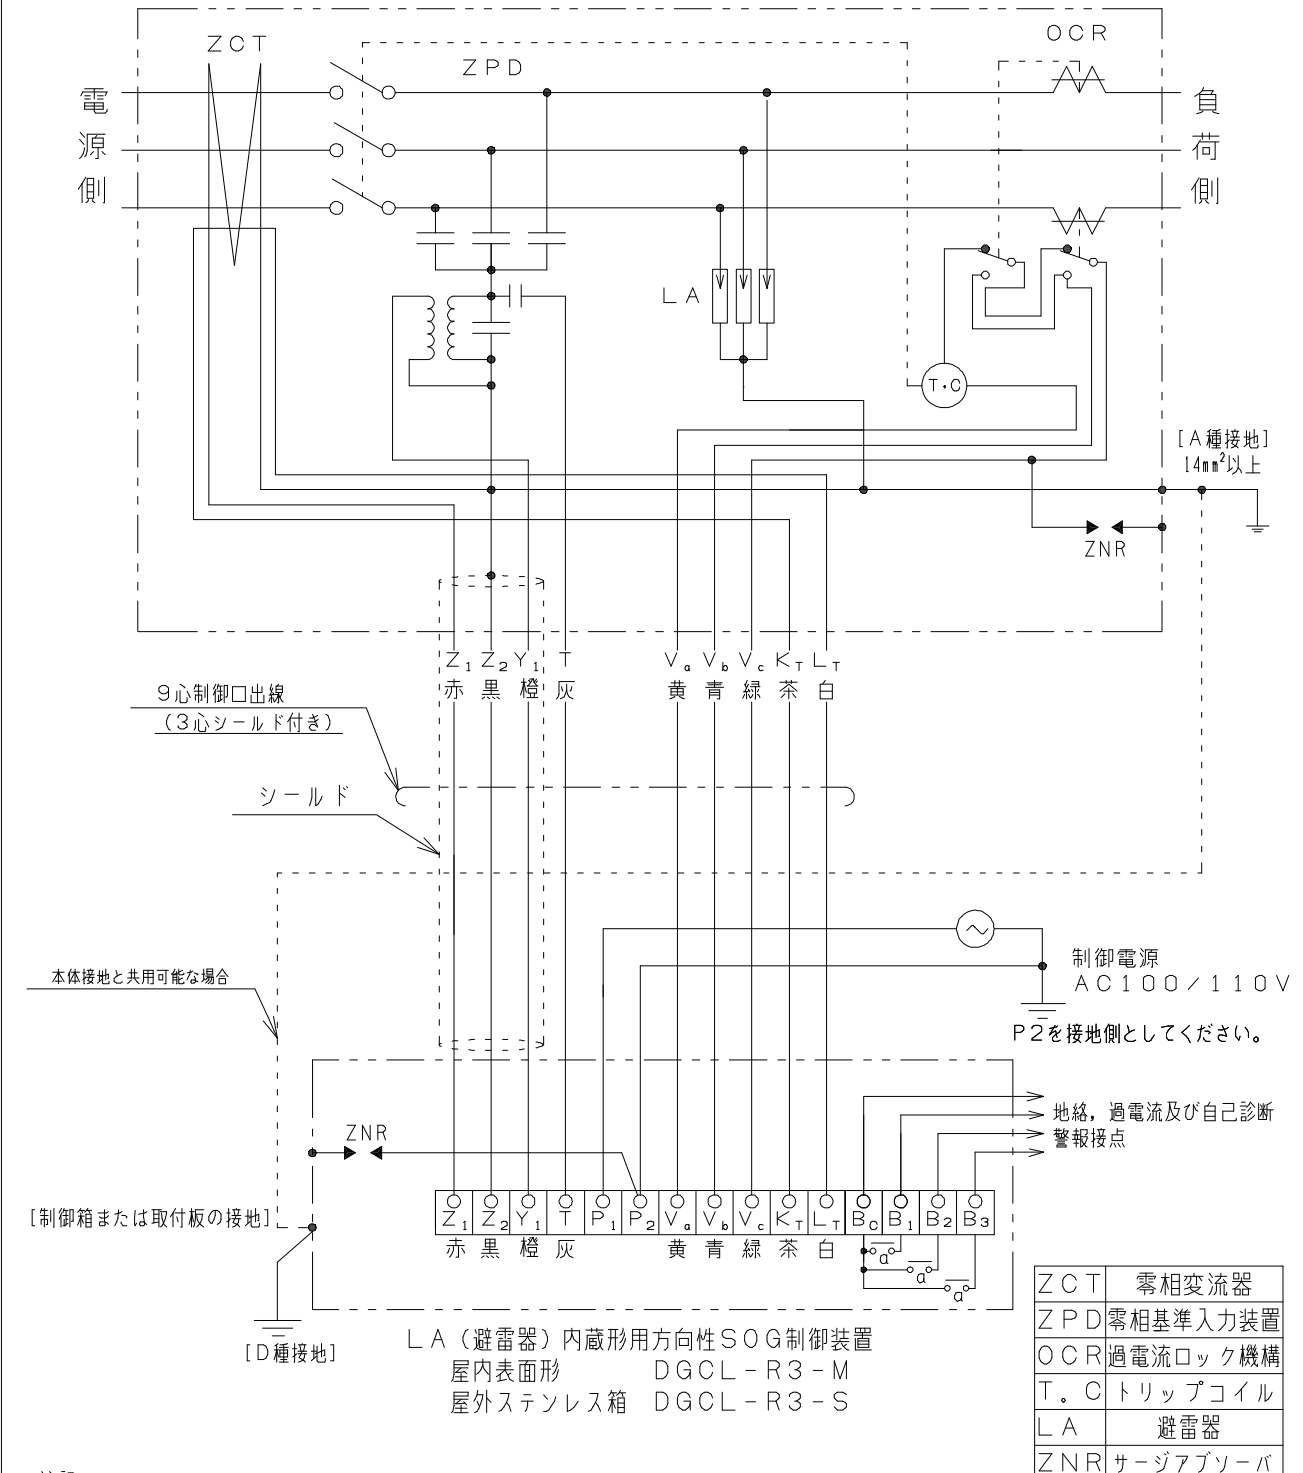 ZCT
ZPD
OCR
電源側
負荷側
LA
T・C
[A種接地]
14mm²以上
ZNR
Z₁ Z₂ Y₁ T Va Vb Vc KT LT
赤 黒 橙 灰 黄 青 緑 茶 白
9心制御口出線
(3心シールド付き)
シールド
本体接地と共用可能な場合
制御電源
AC100/110V
P2を接地側としてください。
地絡，過電流及び自己診断
警報接点
ZNR
[制御箱または取付板の接地]
Z₁ Z₂ Y₁ T P₁ P₂ Va Vb Vc KT LT BC B₁ B₂ B₃
赤 黒 橙 灰 黄 青 緑 茶 白
a
a
a
[D種接地]
LA(避雷器)内蔵形用方向性SOG制御装置
屋内表面形 DGCL-R3-M
屋外ステンレス箱 DGCL-R3-S
ZCT 零相変流器
ZPD 零相基準入力装置
OCR 過電流ロック機構
T。C トリップコイル
LA 避雷器
ZNR サージアブソーバ